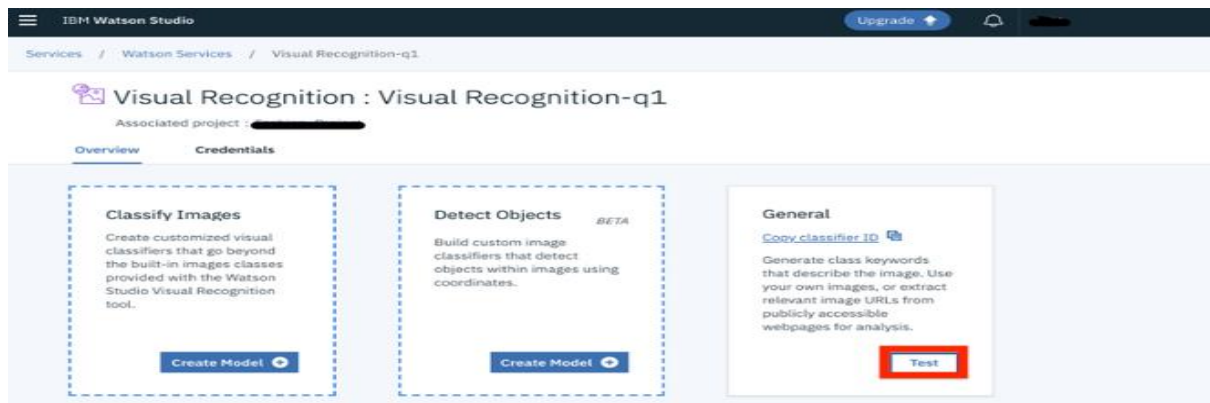 IBM Watson Studio
Upgrade
Services / Watson Services / Visual Recognition-q1
Visual Recognition : Visual Recognition-q1
Associated project :
Overview Credentials
Classify Images
Create customized visual
classifiers that go beyond
the built-in images classes
provided with the Watson
Studio Visual Recognition
tool.
Create Model
Detect Objects BETA
Build custom image
classifiers that detect
objects within images using
coordinates.
Create Model
General
Copy classifier ID
Generate class keywords
that describe the image. Use
your own images, or extract
relevant image URLs from
publicly accessible
webpages for analysis.
Test